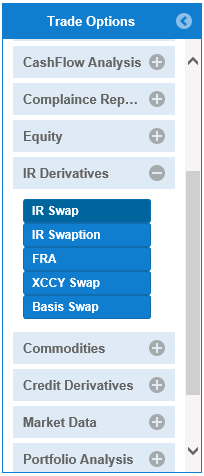 Trade Options
CashFlow Analysis
Complaince Rep...
Equity
IR Derivatives
IR Swap
IR Swaption
FRA
XCCY Swap
Basis Swap
Commodities
Credit Derivatives
Market Data
Portfolio Analysis